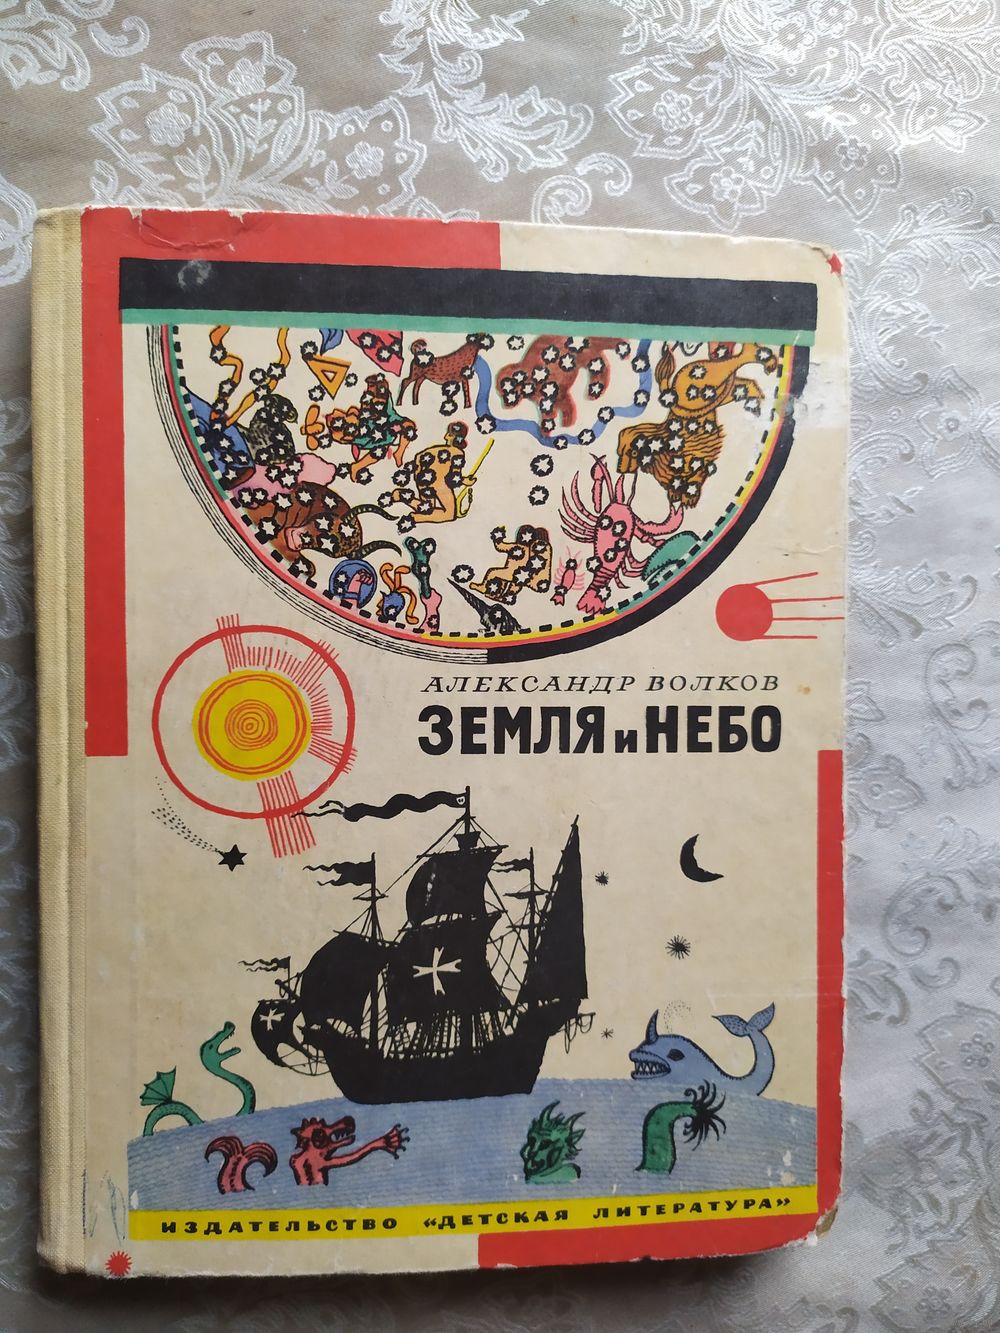 АЛЕКСАНДР ВОЛКОВ
ЗЕМЛЯ и НЕБО
ИЗДАТЕЛЬСТВО «ДЕТСКАЯ ЛИТЕРАТУРА»